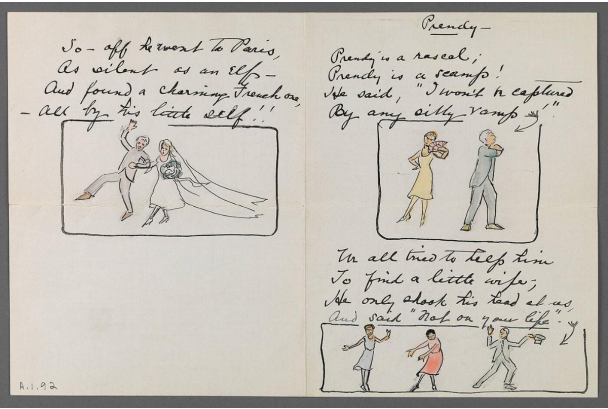 So - off he went to Paris,
As silent as an Elf -
And found a charming French one,
- All by his little self!!
A.1.92
Prendy -
Prendy is a rascal;
Prendy is a scamp!
He said, "I won't be captured
By any silly vamp!"
We all tried to help him
To find a little wife;
He only shook his head at us,
And said "Not on your life".